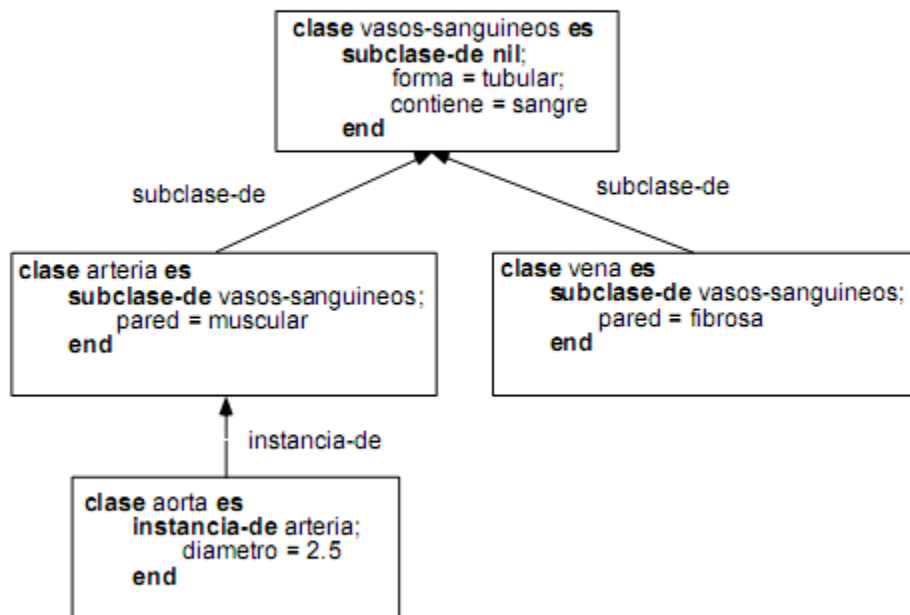 clase vasos-sanguineos es
subclase-de nil;
forma = tubular;
contiene = sangre
end
subclase-de
subclase-de
clase arteria es
subclase-de vasos-sanguineos;
pared = muscular
end
clase vena es
subclase-de vasos-sanguineos;
pared = fibrosa
end
instancia-de
clase aorta es
instancia-de arteria;
diametro = 2.5
end